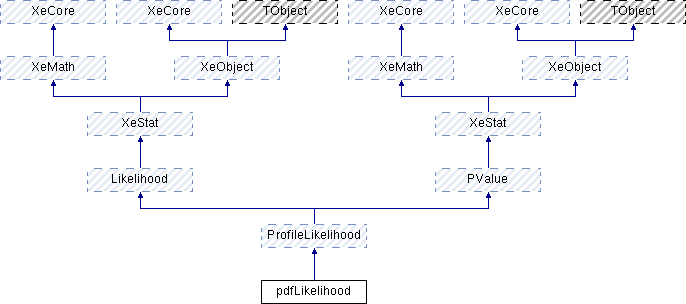 XeCore XeCore TObject XeCore XeCore TObject
XeMath XeObject XeMath XeObject
XeStat XeStat
Likelihood PValue
ProfileLikelihood
pdfLikelihood